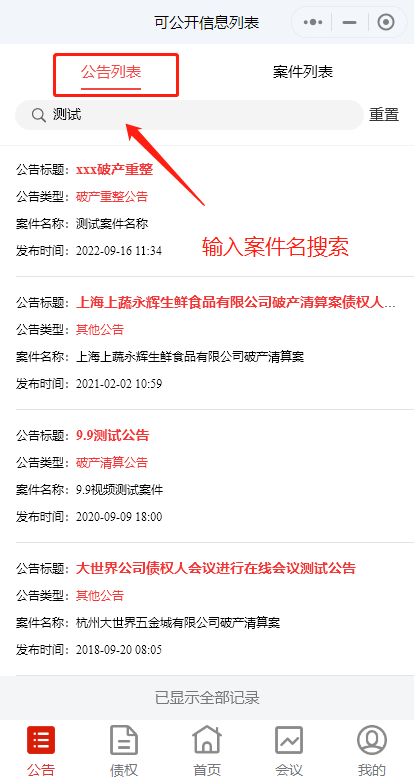 可公开信息列表
公告列表 案件列表
测试 重置
公告标题：xxx破产重整
公告类型：破产重整公告
案件名称：测试案件名称
发布时间：2022-09-16 11:34
输入案件名搜索
公告标题：上海上蔬永辉生鲜食品有限公司破产清算案债权人...
公告类型：其他公告
案件名称：上海上蔬永辉生鲜食品有限公司破产清算案
发布时间：2021-02-02 10:59
公告标题：9.9测试公告
公告类型：破产清算公告
案件名称：9.9视频测试案件
发布时间：2020-09-09 18:00
公告标题：大世界公司债权人会议进行在线会议测试公告
公告类型：其他公告
案件名称：杭州大世界五金城有限公司破产清算案
发布时间：2018-09-20 08:05
已显示全部记录
公告 债权 首页 会议 我的